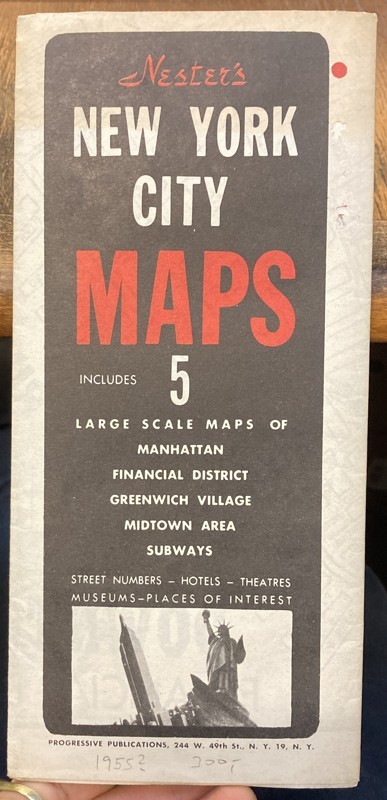 Nester's
NEW YORK
CITY
MAPS
INCLUDES 5
LARGE SCALE MAPS OF
MANHATTAN
FINANCIAL DISTRICT
GREENWICH VILLAGE
MIDTOWN AREA
SUBWAYS
STREET NUMBERS – HOTELS – THEATRES
MUSEUMS–PLACES OF INTEREST
PROGRESSIVE PUBLICATIONS, 244 W. 49th St., N. Y. 19, N. Y.
1955?